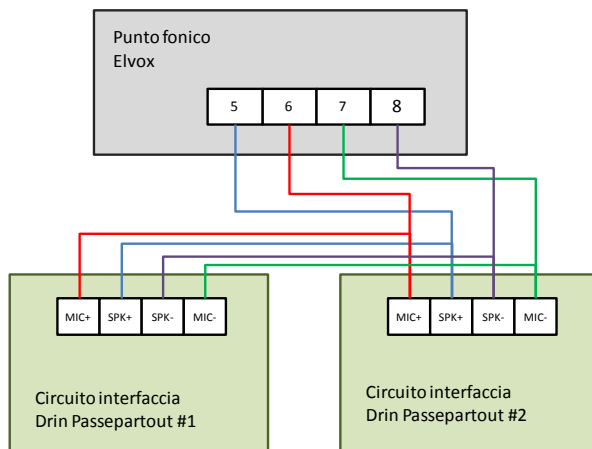 Punto fonico
Elvox
5 6 7 8
MIC+ SPK+ SPK- MIC-
MIC+ SPK+ SPK- MIC-
Circuito interfaccia
Drin Passepartout #1
Circuito interfaccia
Drin Passepartout #2